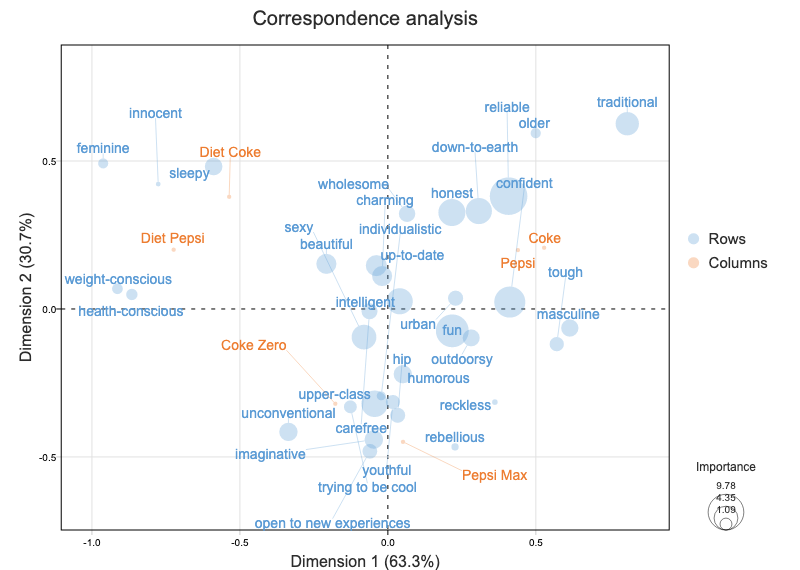 Correspondence analysis
traditional
reliable
innocent
older
feminine
down-to-earth
Diet Coke
sleepy
wholesome
confident
honest
charming
sexy
individualistic
beautiful
Diet Pepsi
Coke
up-to-date
Pepsi
tough
weight-conscious
intelligent
health-conscious
masculine
urban
fun
Coke Zero
hip
outdoorsy
humorous
upper-class
reckless
unconventional
carefree
rebellious
imaginative
youthful
Pepsi Max
trying to be cool
open to new experiences
0.5
0.0
-0.5
-1.0
-0.5
0.0
0.5
Dimension 1 (63.3%)
Dimension 2 (30.7%)
Rows
Columns
Importance
9.78
4.35
1.09